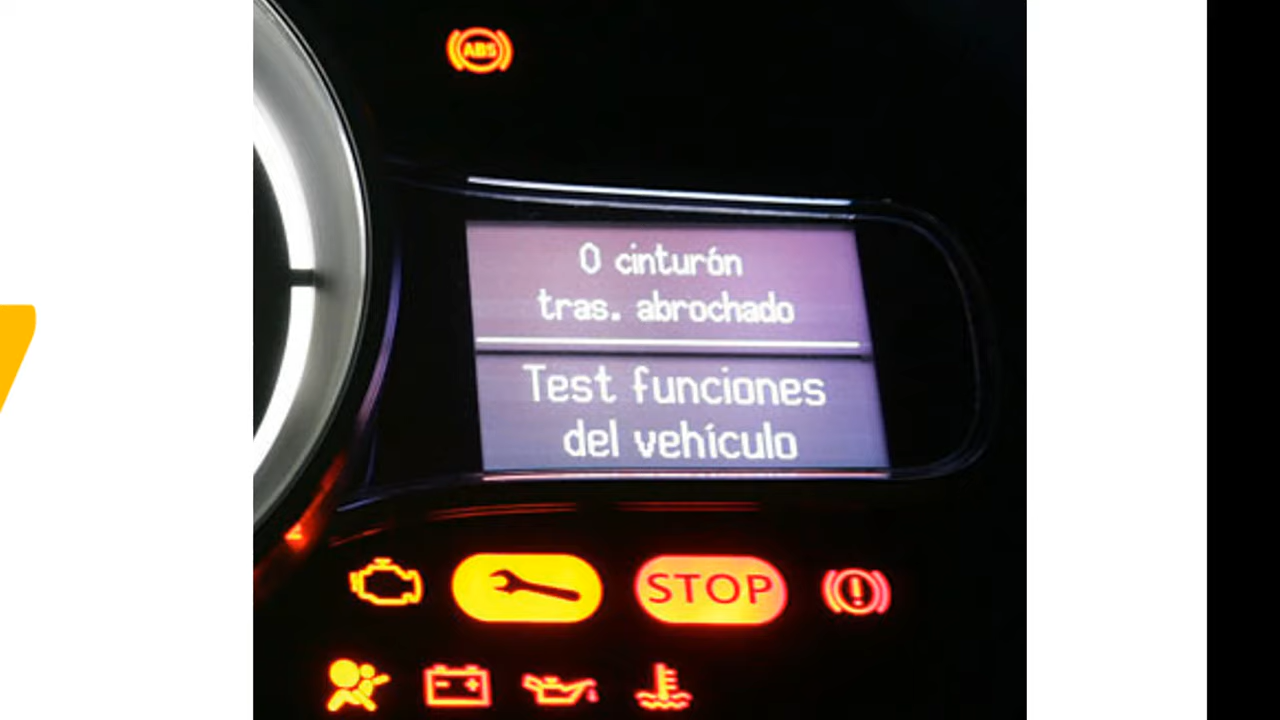 ABS
0 cinturón
tras. abrochado
Test funciones
del vehículo
STOP